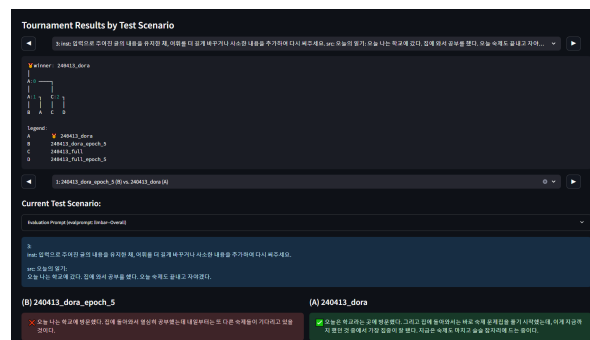 Tournament Results by Test Scenario
3: inst: 입력으로 주어진 글의 내용을 유지한 채, 어휘를 더 길게 바꾸거나 사소한 내용을 추가하여 다시 써주세요. src: 오늘의 일기: 오늘 나는 학교에 갔다. 집에 와서 공부를 했다. 오늘 숙제도 끝내고 자야...
winner: 240413_dora
A:0
A:1 C:2
B A C D
legend:
A 240413_dora
B 240413_dora_epoch_5
C 240413_full
D 240413_full_epoch_5
1: 240413_dora_epoch_5 (B) vs. 240413_dora (A)
Current Test Scenario:
Evaluation Prompt (evalprompt: limbar-Overall)
3:
inst: 입력으로 주어진 글의 내용을 유지한 채, 어휘를 더 길게 바꾸거나 사소한 내용을 추가하여 다시 써주세요.
src: 오늘의 일기:
오늘 나는 학교에 갔다. 집에 와서 공부를 했다. 오늘 숙제도 끝내고 자야겠다.
(B) 240413_dora_epoch_5
(A) 240413_dora
오늘 나는 학교에 방문했다. 집에 돌아와서 열심히 공부했는데 내일부터는 또 다른 숙제들이 기다리고 있을
것이다.
오늘은 학교라는 곳에 방문했다. 그리고 집에 돌아와서는 바로 숙제 문제집을 풀기 시작했는데, 이게 지금까
지 했던 것 중에서 가장 집중이 잘 됐다. 지금은 숙제도 마치고 슬슬 잠자리에 드는 중이다.